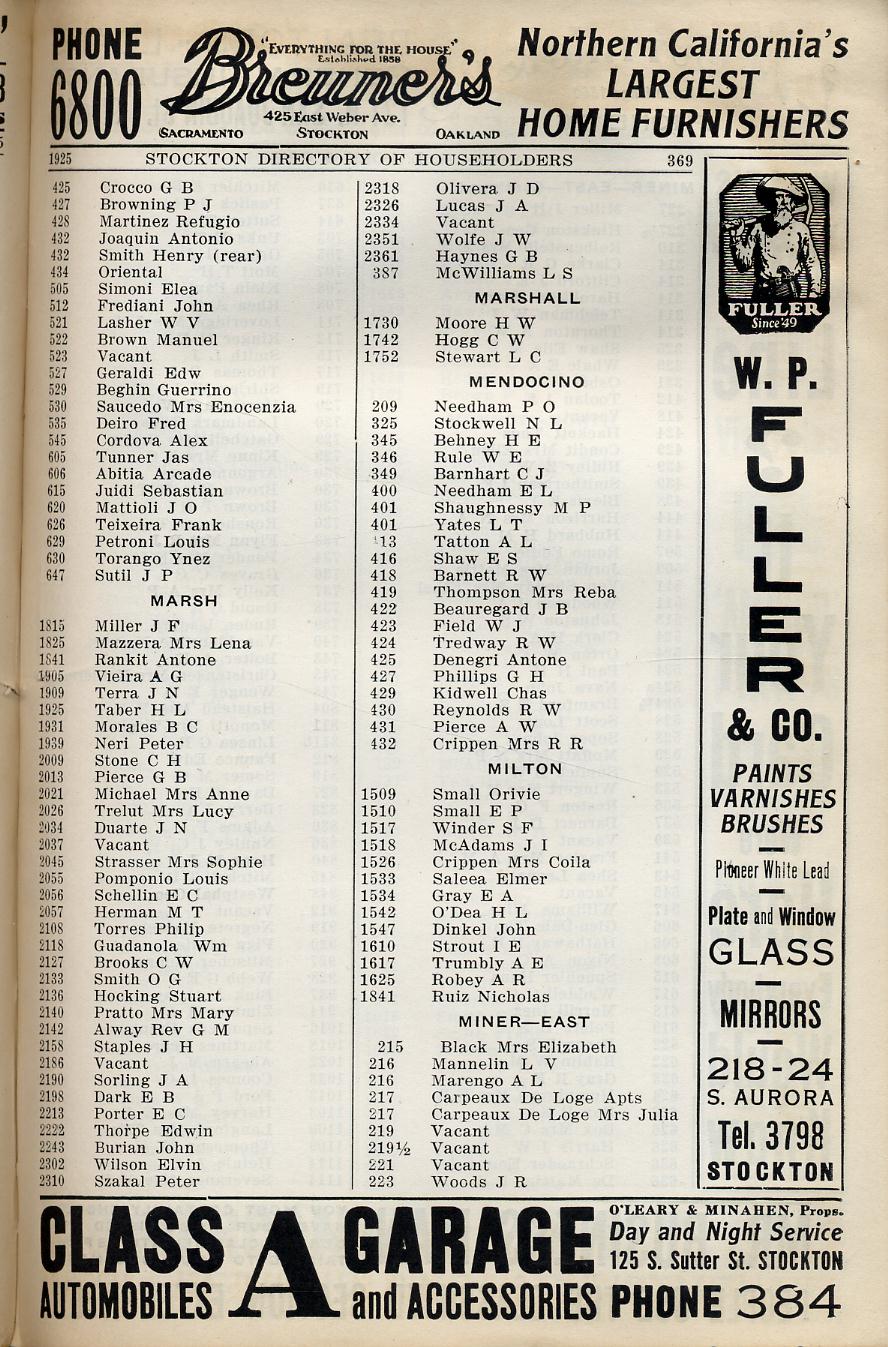 PHONE
6800
"EVERYTHING FOR THE HOUSE"
Established 1858
Breuner's
425 East Weber Ave.
SACRAMENTO STOCKTON OAKLAND
Northern California's
LARGEST
HOME FURNISHERS
1925 STOCKTON DIRECTORY OF HOUSEHOLDERS 369
425 Crocco G B
427 Browning P J
428 Martinez Refugio
432 Joaquin Antonio
432 Smith Henry (rear)
434 Oriental
505 Simoni Elea
512 Frediani John
521 Lasher W V
522 Brown Manuel
523 Vacant
527 Geraldi Edw
529 Beghin Guerrino
530 Saucedo Mrs Enocenzia
535 Deiro Fred
545 Cordova Alex
605 Tunner Jas
606 Abitia Arcade
615 Juidi Sebastian
620 Mattioli J O
626 Teixeira Frank
629 Petroni Louis
630 Torango Ynez
647 Sutil J P
MARSH
1815 Miller J F
1825 Mazzera Mrs Lena
1841 Rankit Antone
1905 Vieira A G
1909 Terra J N
1925 Taber H L
1931 Morales B C
1939 Neri Peter
2009 Stone C H
2013 Pierce G B
2021 Michael Mrs Anne
2026 Trelut Mrs Lucy
2034 Duarte J N
2037 Vacant
2045 Strasser Mrs Sophie
2055 Pomponio Louis
2056 Schellin E C
2057 Herman M T
2108 Torres Philip
2118 Guadanola Wm
2127 Brooks C W
2133 Smith O G
2136 Hocking Stuart
2140 Pratto Mrs Mary
2142 Alway Rev G M
2158 Staples J H
2186 Vacant
2190 Sorling J A
2198 Dark E B
2213 Porter E C
2222 Thorpe Edwin
2243 Burian John
2302 Wilson Elvin
2310 Szakal Peter
2318 Olivera J D
2326 Lucas J A
2334 Vacant
2351 Wolfe J W
2361 Haynes G B
387 McWilliams L S
MARSHALL
1730 Moore H W
1742 Hogg C W
1752 Stewart L C
MENDOCINO
209 Needham P O
325 Stockwell N L
345 Behney H E
346 Rule W E
349 Barnhart C J
400 Needham E L
401 Shaughnessy M P
401 Yates L T
413 Tatton A L
416 Shaw E S
418 Barnett R W
419 Thompson Mrs Reba
422 Beauregard J B
423 Field W J
424 Tredway R W
425 Denegri Antone
427 Phillips G H
429 Kidwell Chas
430 Reynolds R W
431 Pierce A W
432 Crippen Mrs R R
MILTON
1509 Small Orivie
1510 Small E P
1517 Winder S F
1518 McAdams J I
1526 Crippen Mrs Coila
1533 Saleea Elmer
1534 Gray E A
1542 O'Dea H L
1547 Dinkel John
1610 Strout I E
1617 Trumbly A E
1625 Robey A R
1841 Ruiz Nicholas
MINER—EAST
215 Black Mrs Elizabeth
216 Mannelin L V
216 Marengo A L
217 Carpeaux De Loge Apts
217 Carpeaux De Loge Mrs Julia
219 Vacant
219½ Vacant
221 Vacant
223 Woods J R
FULLER
Since '49
W. P.
FULLER
& CO.
PAINTS
VARNISHES
BRUSHES
Pioneer White Lead
Plate and Window
GLASS
MIRRORS
218-24
S. AURORA
Tel. 3798
STOCKTON
CLASS A GARAGE
AUTOMOBILES and ACCESSORIES
O'LEARY & MINAHEN, Props.
Day and Night Service
125 S. Sutter St. STOCKTON
PHONE 384